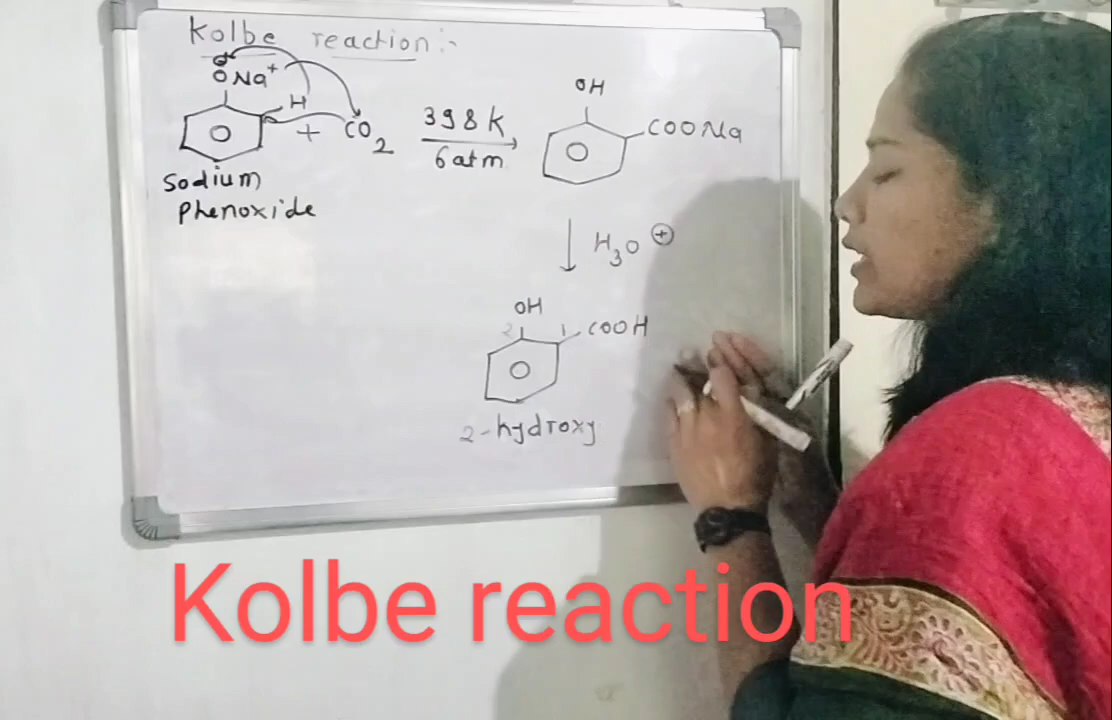 Kolbe reaction :-
⊖
ONa⁺
H
+ CO₂
398K
6 atm
OH
COONa
Sodium
Phenoxide
↓ H₃O ⊕
OH
2 1 COOH
2-hydroxy
Kolbe reaction